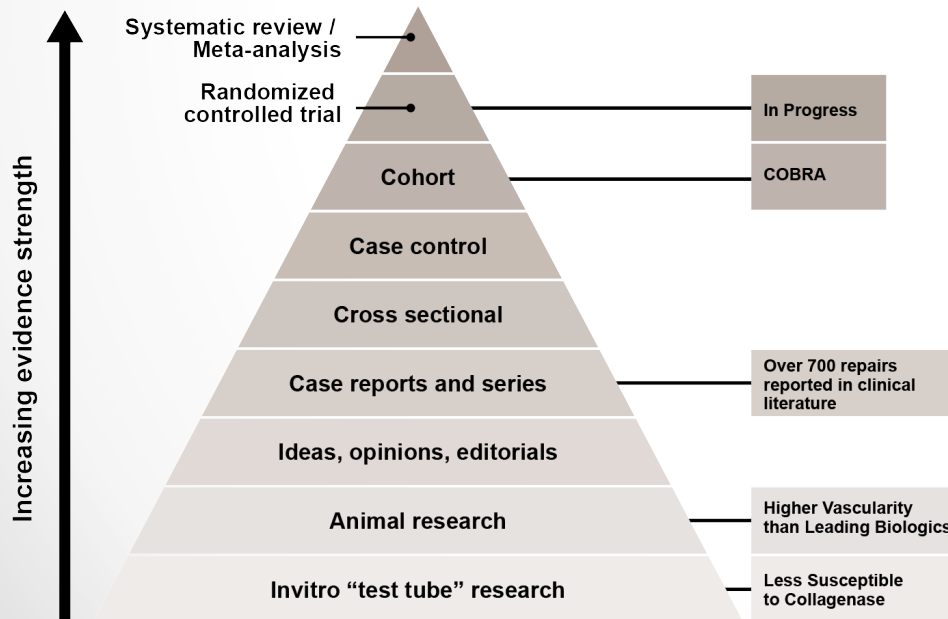 Systematic review /
Meta-analysis
Randomized
controlled trial
In Progress
Cohort
COBRA
Case control
Cross sectional
Case reports and series
Over 700 repairs
reported in clinical
literature
Ideas, opinions, editorials
Animal research
Higher Vascularity
than Leading Biologics
Invitro “test tube” research
Less Susceptible
to Collagenase
Increasing evidence strength